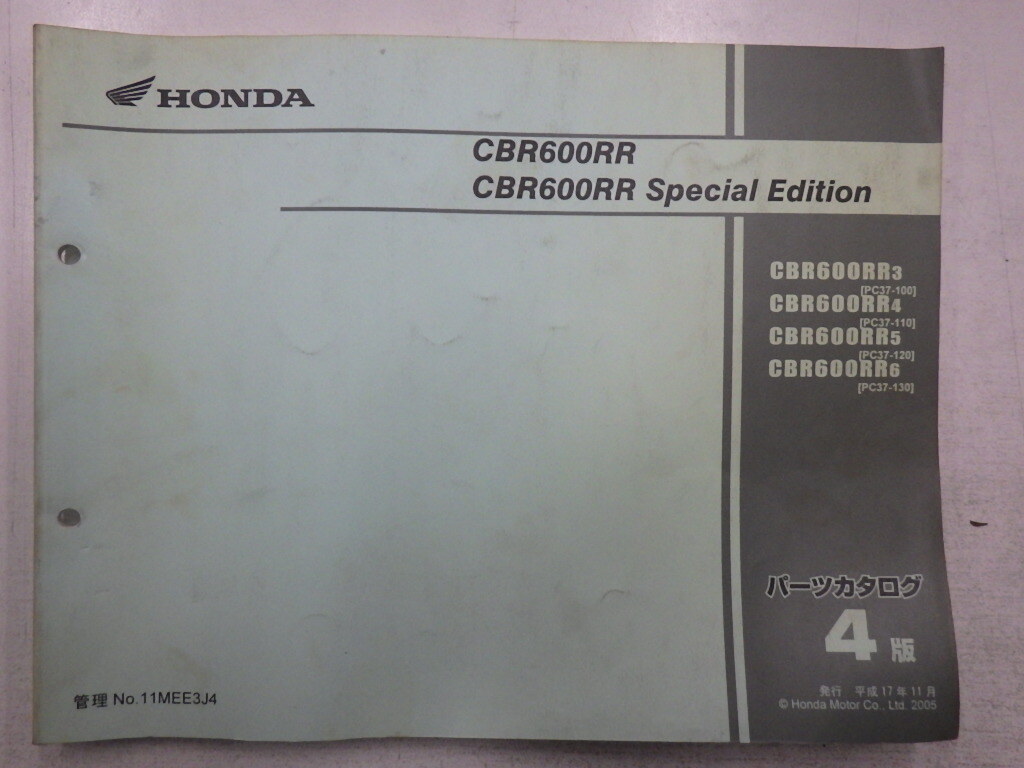 HONDA
CBR600RR
CBR600RR Special Edition
CBR600RR3
[PC37-100]
CBR600RR4
[PC37-110]
CBR600RR5
[PC37-120]
CBR600RR6
[PC37-130]
パーツカタログ
4版
発行 平成17年11月
© Honda Motor Co., Ltd. 2005
管理 No.11MEE3J4